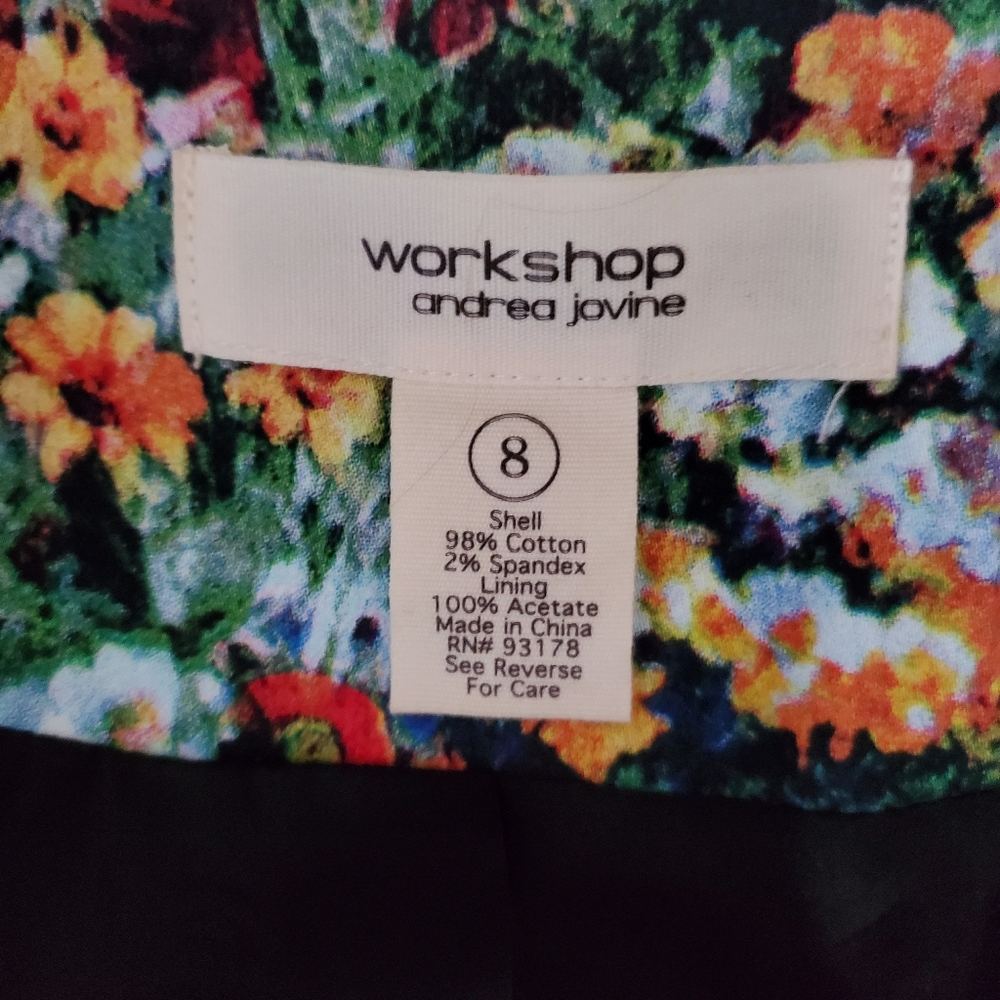 workshop
andrea jovine
8
Shell
98% Cotton
2% Spandex
Lining
100% Acetate
Made in China
RN# 93178
See Reverse
For Care